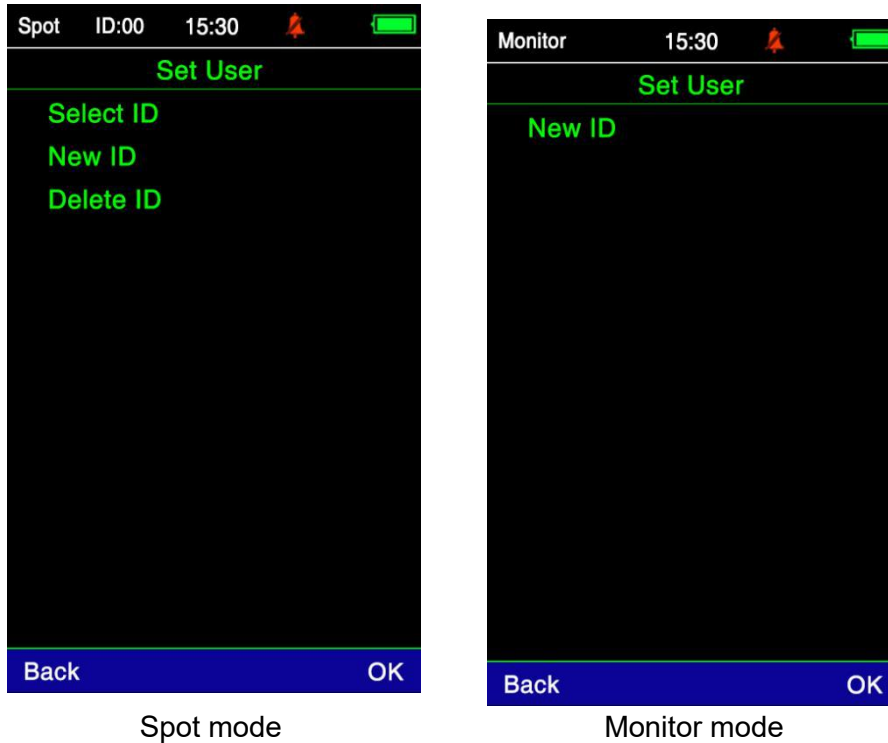 Spot ID:00 15:30
Set User
Select ID
New ID
Delete ID
Back OK
Spot mode
Monitor 15:30
Set User
New ID
Back OK
Monitor mode